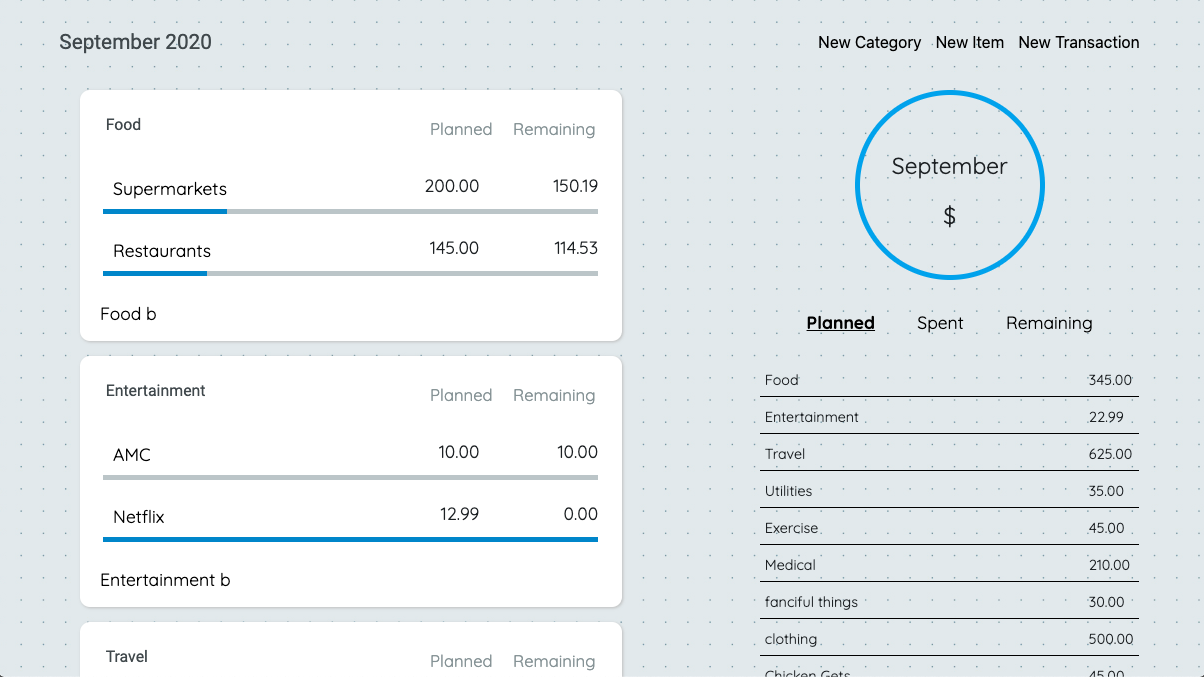 September 2020
New Category New Item New Transaction
Food Planned Remaining
Supermarkets 200.00 150.19
Restaurants 145.00 114.53
Food b
Entertainment Planned Remaining
AMC 10.00 10.00
Netflix 12.99 0.00
Entertainment b
Travel Planned Remaining
September
$
Planned Spent Remaining
Food 345.00
Entertainment 22.99
Travel 625.00
Utilities 35.00
Exercise 45.00
Medical 210.00
fanciful things 30.00
clothing 500.00
Chicken Gets 45.00